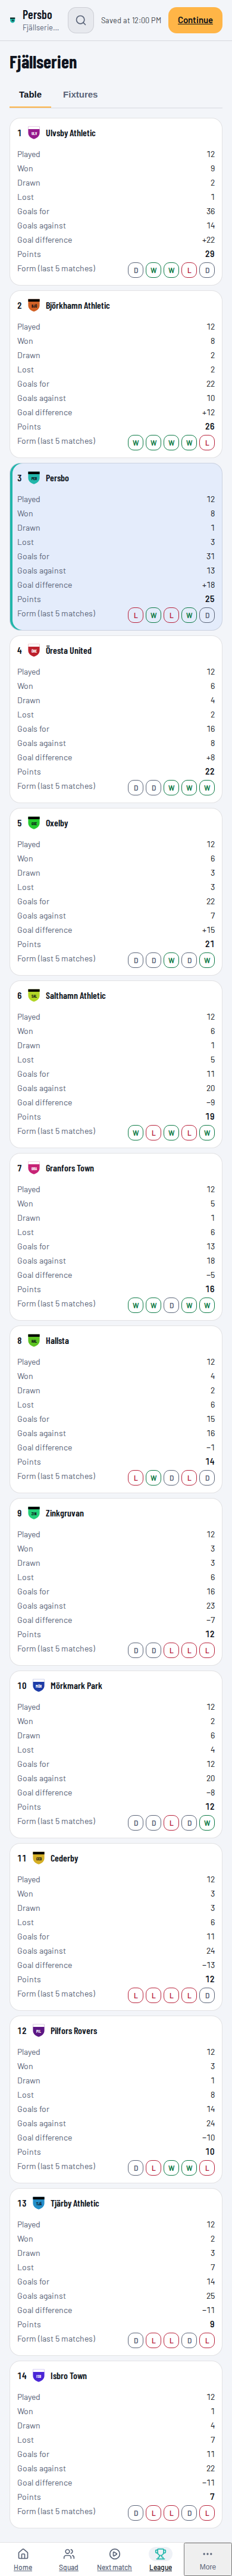 Persbo
Fjällserie...
Saved at 12:00 PM
Continue
Fjällserien
Table
Fixtures
1 Ulvsby Athletic
Played 12
Won 9
Drawn 2
Lost 1
Goals for 36
Goals against 14
Goal difference +22
Points 29
Form (last 5 matches) D W W L D
2 Björkhamn Athletic
Played 12
Won 8
Drawn 2
Lost 2
Goals for 22
Goals against 10
Goal difference +12
Points 26
Form (last 5 matches) W W W W L
3 Persbo
Played 12
Won 8
Drawn 1
Lost 3
Goals for 31
Goals against 13
Goal difference +18
Points 25
Form (last 5 matches) L W L W D
4 Öresta United
Played 12
Won 6
Drawn 4
Lost 2
Goals for 16
Goals against 8
Goal difference +8
Points 22
Form (last 5 matches) D D W W W
5 Oxelby
Played 12
Won 6
Drawn 3
Lost 3
Goals for 22
Goals against 7
Goal difference +15
Points 21
Form (last 5 matches) D D W D W
6 Salthamn Athletic
Played 12
Won 6
Drawn 1
Lost 5
Goals for 11
Goals against 20
Goal difference −9
Points 19
Form (last 5 matches) W L W L W
7 Granfors Town
Played 12
Won 5
Drawn 1
Lost 6
Goals for 13
Goals against 18
Goal difference −5
Points 16
Form (last 5 matches) W W D W W
8 Hallsta
Played 12
Won 4
Drawn 2
Lost 6
Goals for 15
Goals against 16
Goal difference −1
Points 14
Form (last 5 matches) L W D L D
9 Zinkgruvan
Played 12
Won 3
Drawn 3
Lost 6
Goals for 16
Goals against 23
Goal difference −7
Points 12
Form (last 5 matches) D D L L L
10 Mörkmark Park
Played 12
Won 2
Drawn 6
Lost 4
Goals for 12
Goals against 20
Goal difference −8
Points 12
Form (last 5 matches) D D L D W
11 Cederby
Played 12
Won 3
Drawn 3
Lost 6
Goals for 11
Goals against 24
Goal difference −13
Points 12
Form (last 5 matches) L L L L D
12 Pilfors Rovers
Played 12
Won 3
Drawn 1
Lost 8
Goals for 14
Goals against 24
Goal difference −10
Points 10
Form (last 5 matches) D L W W L
13 Tjärby Athletic
Played 12
Won 2
Drawn 3
Lost 7
Goals for 14
Goals against 25
Goal difference −11
Points 9
Form (last 5 matches) D L L D L
14 Isbro Town
Played 12
Won 1
Drawn 4
Lost 7
Goals for 11
Goals against 22
Goal difference −11
Points 7
Form (last 5 matches) D L L D L
Home
Squad
Next match
League
More